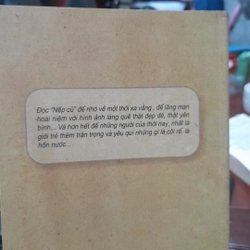 Đọc "Nếp cũ" để nhớ về một thời xa vắng, để lãng mạn
hoài niệm với hình ảnh làng quê thật đẹp đẽ, thật yên
bình... Và hơn hết để những người của thời nay, nhất là
giới trẻ thêm trân trọng và yêu quí những gì là cội rễ, là
hồn nước...